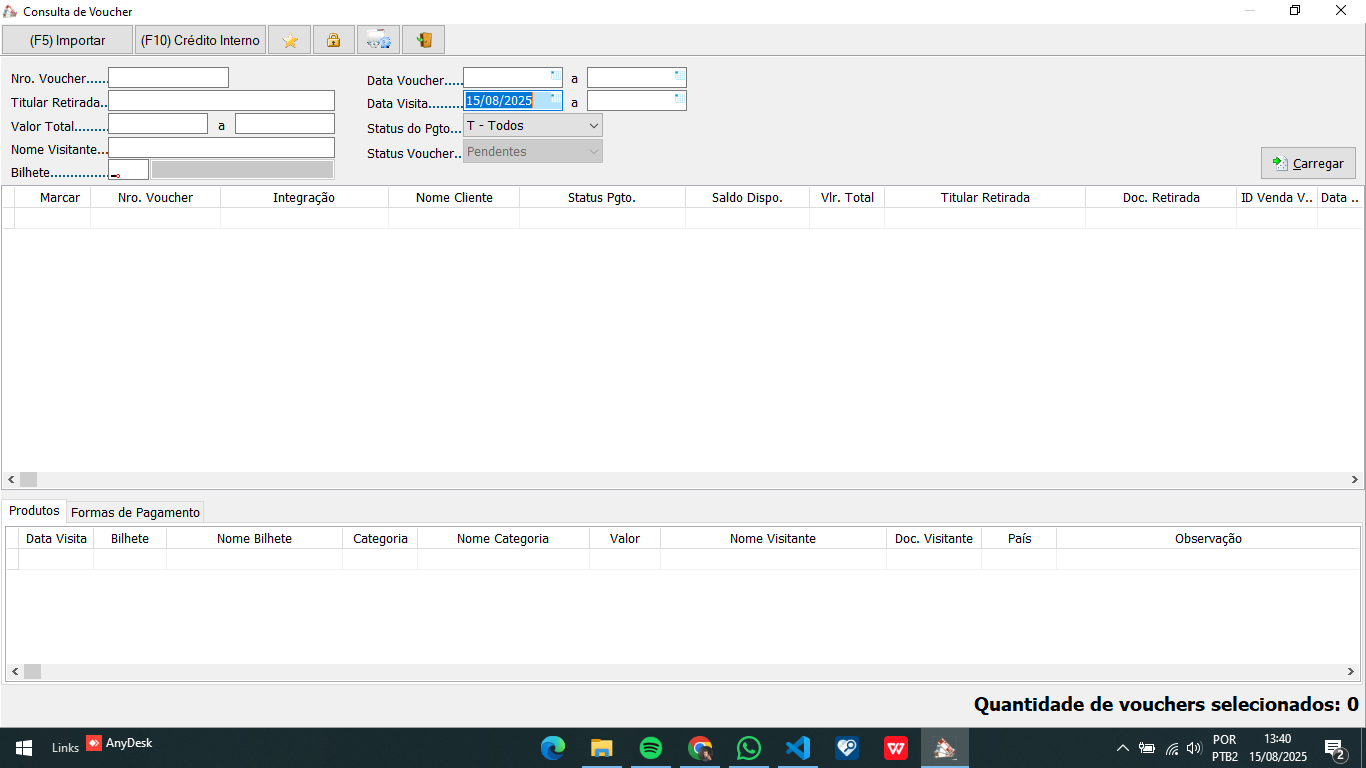 Consulta de Voucher
(F5) Importar (F10) Crédito Interno
Nro. Voucher...... Data Voucher..... a
Titular Retirada.. Data Visita......... 15/08/2025 a
Valor Total........ a Status do Pgto... T - Todos
Nome Visitante... Status Voucher.. Pendentes
Bilhete............... Carregar
Marcar Nro. Voucher Integração Nome Cliente Status Pgto. Saldo Dispo. Vlr. Total Titular Retirada Doc. Retirada ID Venda V.. Data ..
Produtos Formas de Pagamento
Data Visita Bilhete Nome Bilhete Categoria Nome Categoria Valor Nome Visitante Doc. Visitante País Observação
Quantidade de vouchers selecionados: 0
Links AnyDesk POR 13:40
PTB2 15/08/2025 2